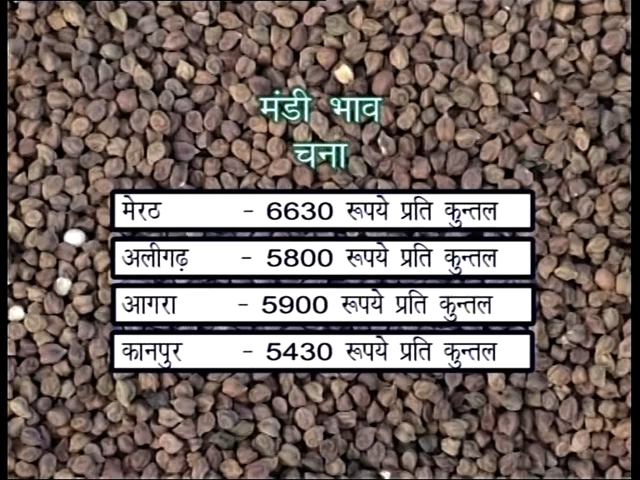 मंडी भाव
चना
मेरठ - 6630 रूपये प्रति कुन्तल
अलीगढ़ - 5800 रूपये प्रति कुन्तल
आगरा - 5900 रूपये प्रति कुन्तल
कानपुर - 5430 रूपये प्रति कुन्तल